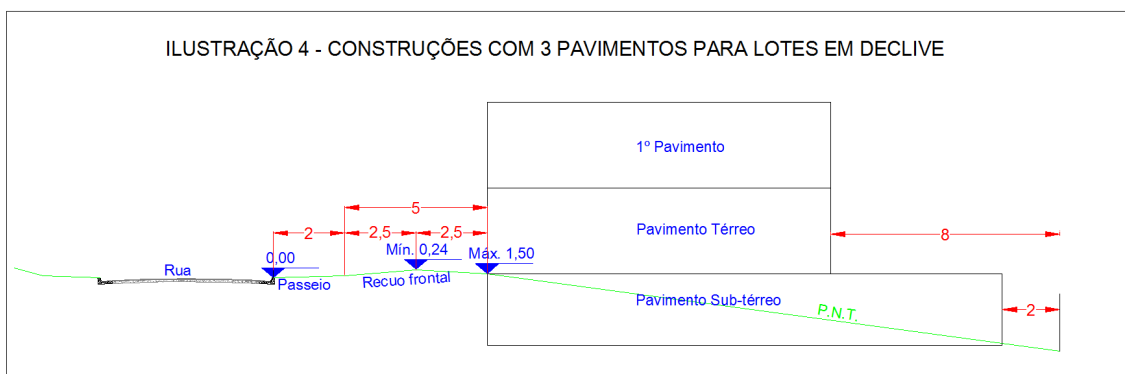 ILUSTRAÇÃO 4 - CONSTRUÇÕES COM 3 PAVIMENTOS PARA LOTES EM DECLIVE
1º Pavimento
5
Pavimento Térreo
2
2,5
2,5
8
Mín. 0,24
Máx. 1,50
0,00
Rua
Passeio
Recuo frontal
Pavimento Sub-térreo
P.N.T.
2